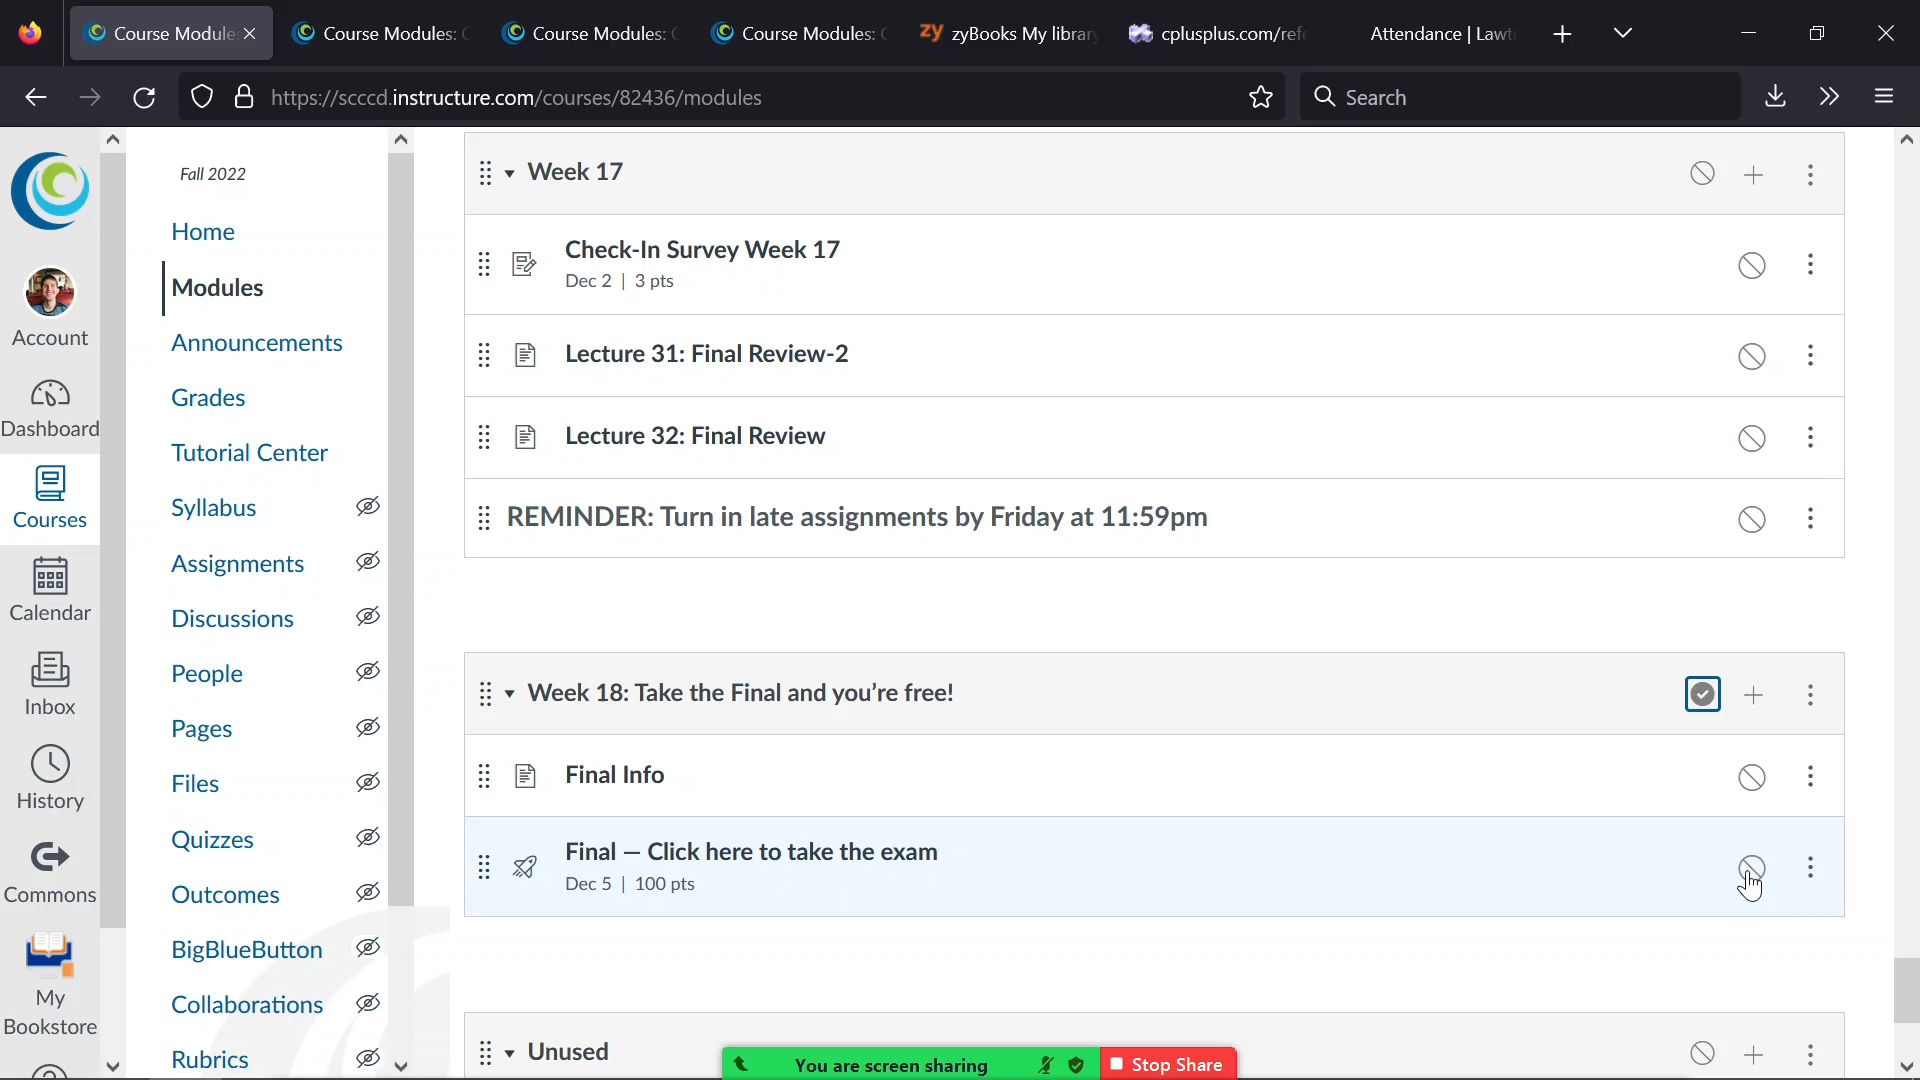 Course Module
Course Modules: C
Course Modules: C
Course Modules: C
zy zyBooks My library
cplusplus.com/refe
Attendance | Lawt
https://scccd.instructure.com/courses/82436/modules
Search
Account
Dashboard
Courses
Calendar
Inbox
History
Commons
My
Bookstore
Fall 2022
Home
Modules
Announcements
Grades
Tutorial Center
Syllabus
Assignments
Discussions
People
Pages
Files
Quizzes
Outcomes
BigBlueButton
Collaborations
Rubrics
Week 17
Check-In Survey Week 17
Dec 2 | 3 pts
Lecture 31: Final Review-2
Lecture 32: Final Review
REMINDER: Turn in late assignments by Friday at 11:59pm
Week 18: Take the Final and you’re free!
Final Info
Final — Click here to take the exam
Dec 5 | 100 pts
Unused
You are screen sharing
Stop Share